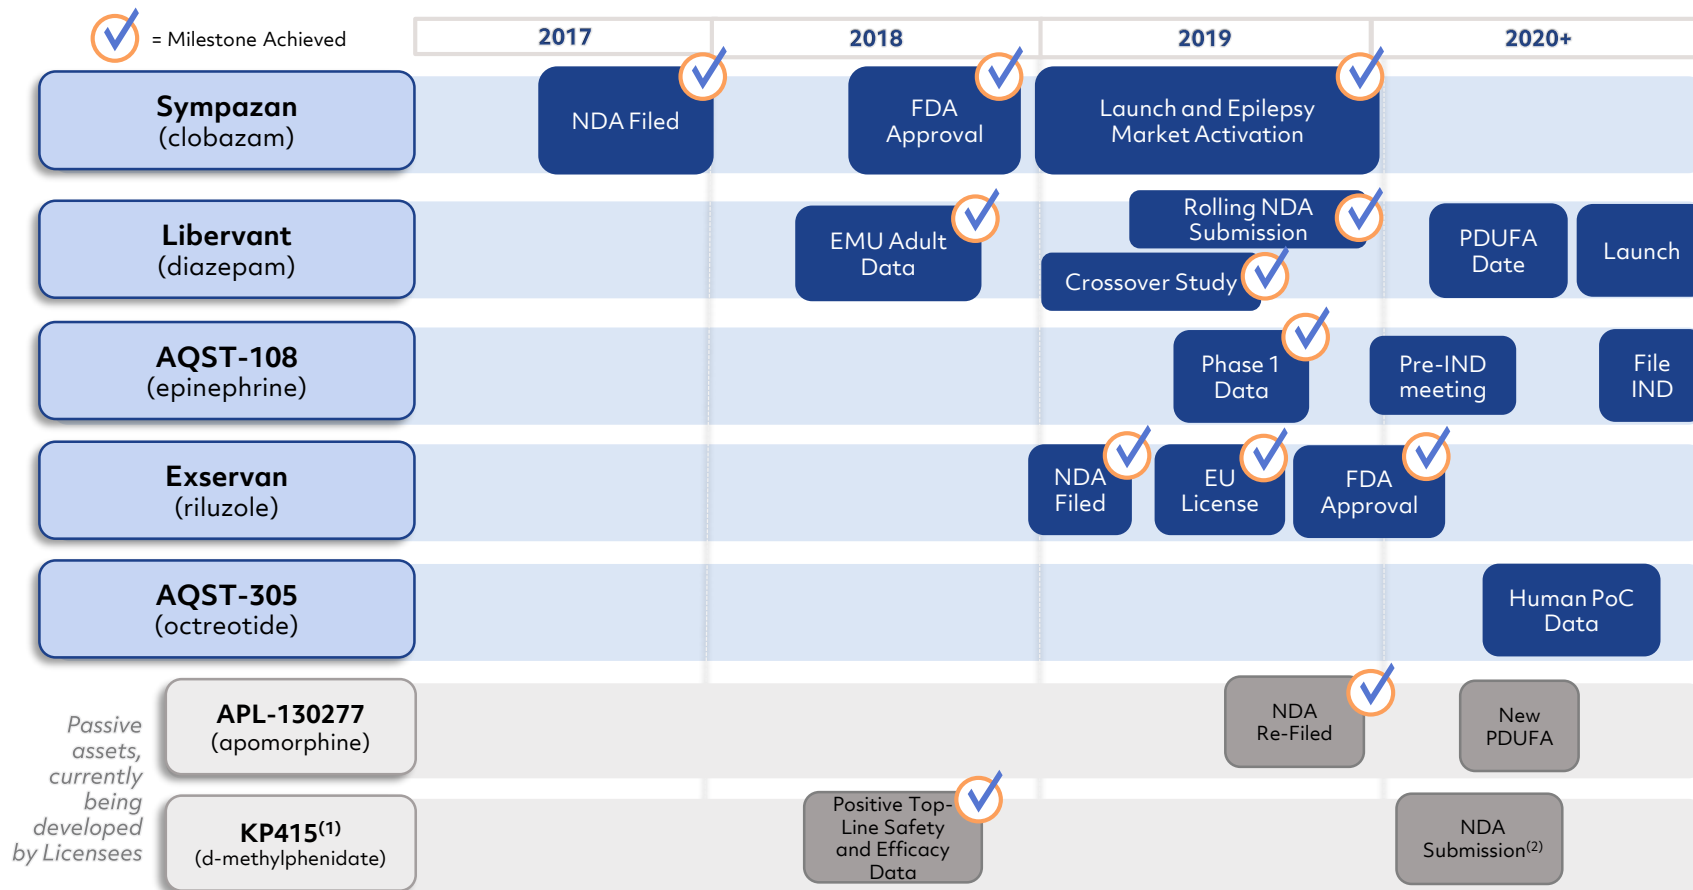 = Milestone Achieved
2017
2018
2019
2020+
Sympazan
(clobazam)
NDA Filed
FDA
Approval
Launch and Epilepsy
Market Activation
Libervant
(diazepam)
EMU Adult
Data
Rolling NDA
Submission
Crossover Study
PDUFA
Date
Launch
AQST-108
(epinephrine)
Phase 1
Data
Pre-IND
meeting
File
IND
Exservan
(riluzole)
NDA
Filed
EU
License
FDA
Approval
AQST-305
(octreotide)
Human PoC
Data
Passive
assets,
currently
being
developed
by Licensees
APL-130277
(apomorphine)
NDA
Re-Filed
New
PDUFA
KP415(1)
(d-methylphenidate)
Positive Top-
Line Safety
and Efficacy
Data
NDA
Submission(2)